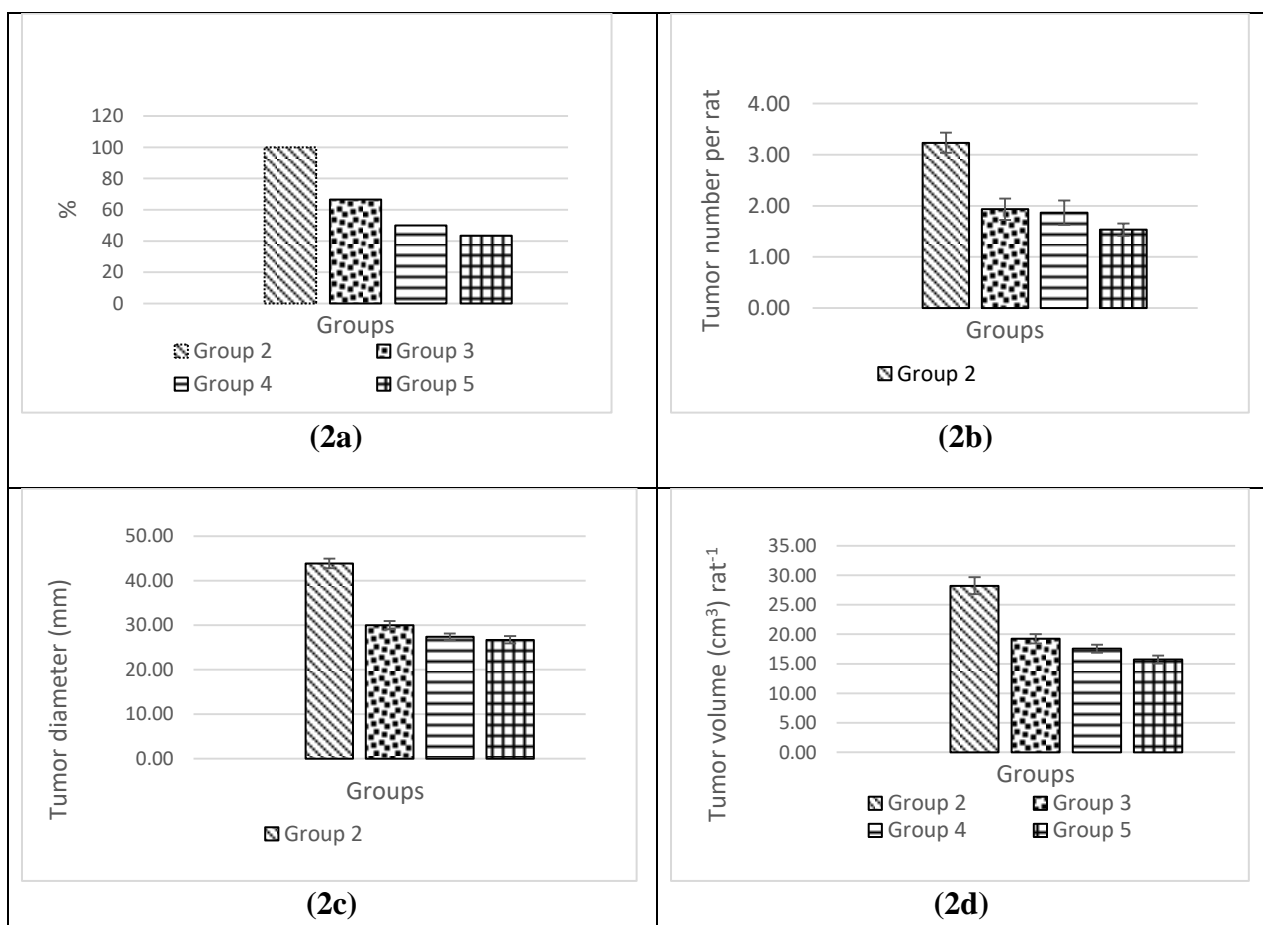 120
100
80
60
40
20
0
%
Groups
Group 2 Group 3
Group 4 Group 5
(2a)
4.00
3.00
2.00
1.00
0.00
Tumor number per rat
Groups
Group 2
(2b)
50.00
40.00
30.00
20.00
10.00
0.00
Tumor diameter (mm)
Groups
Group 2
(2c)
35.00
30.00
25.00
20.00
15.00
10.00
5.00
0.00
Tumor volume (cm³) rat⁻¹
Groups
Group 2 Group 3
Group 4 Group 5
(2d)